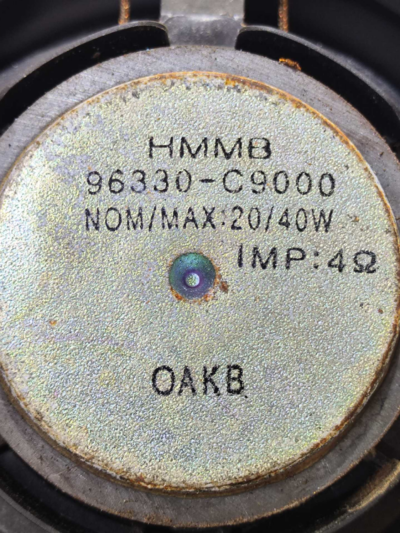 HMMB
96330-C9000
NOM/MAX:20/40W
IMP:4Ω
OAKB